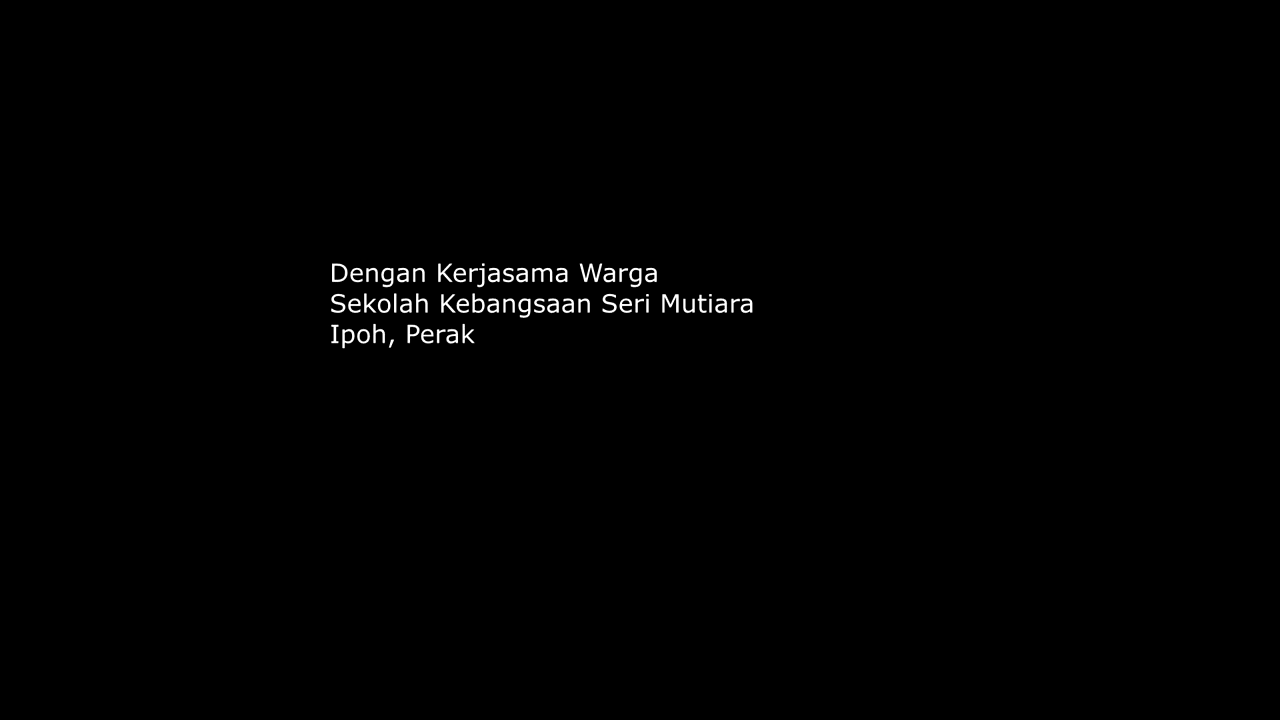 Dengan Kerjasama Warga
Sekolah Kebangsaan Seri Mutiara
Ipoh, Perak